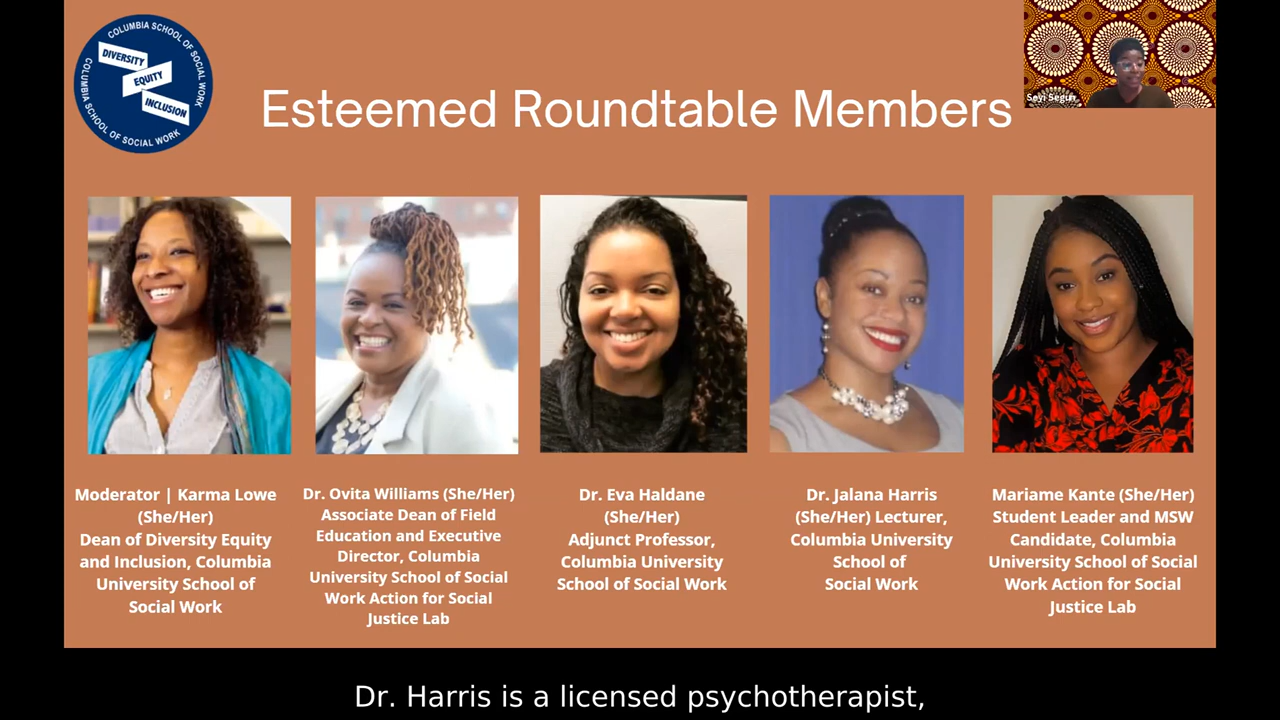 COLUMBIA SCHOOL OF SOCIAL WORK
COLUMBIA SCHOOL OF SOCIAL WORK
DIVERSITY
EQUITY
INCLUSION
Esteemed Roundtable Members
Seyi Segun
Moderator | Karma Lowe
(She/Her)
Dean of Diversity Equity
and Inclusion, Columbia
University School of
Social Work
Dr. Ovita Williams (She/Her)
Associate Dean of Field
Education and Executive
Director, Columbia
University School of Social
Work Action for Social
Justice Lab
Dr. Eva Haldane
(She/Her)
Adjunct Professor,
Columbia University
School of Social Work
Dr. Jalana Harris
(She/Her) Lecturer,
Columbia University
School of
Social Work
Mariame Kante (She/Her)
Student Leader and MSW
Candidate, Columbia
University School of Social
Work Action for Social
Justice Lab
Dr. Harris is a licensed psychotherapist,